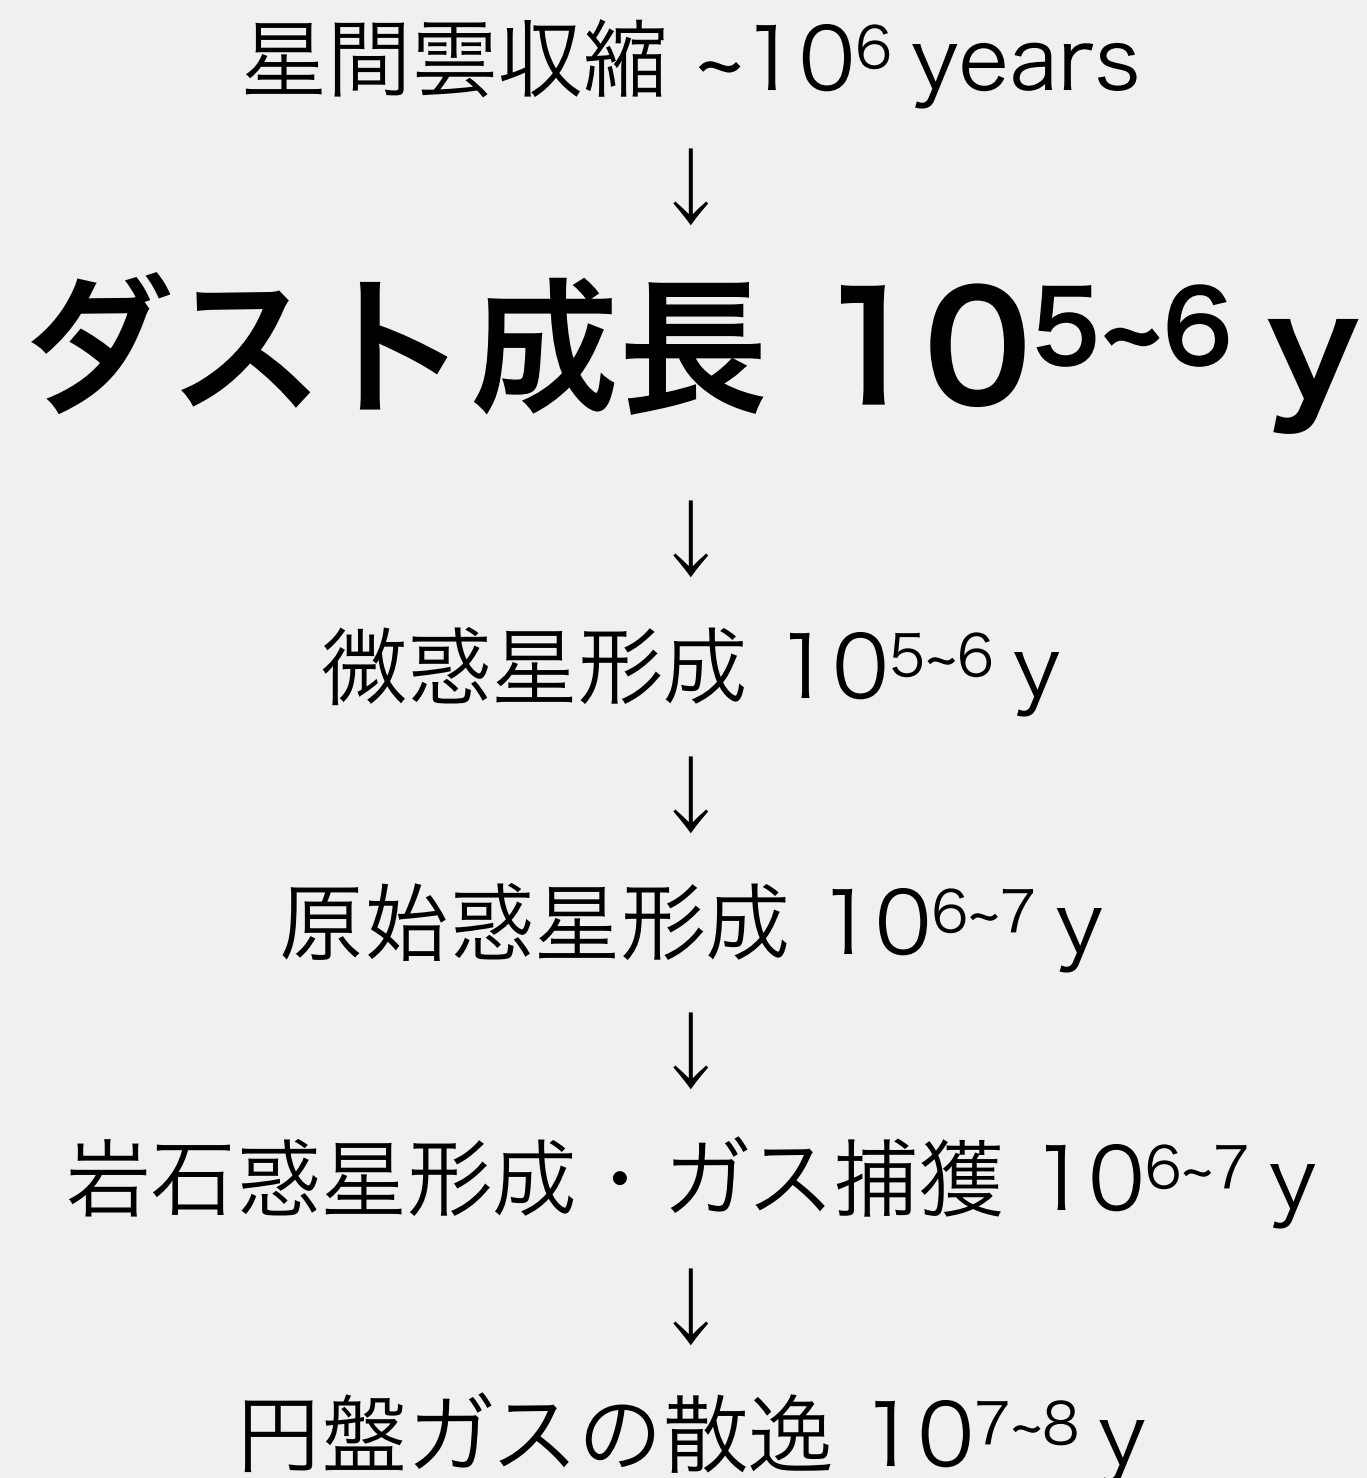 星間雲収縮 ~10⁶ years
↓
ダスト成長 10⁵~⁶ y
↓
微惑星形成 10⁵~⁶ y
↓
原始惑星形成 10⁶~⁷ y
↓
岩石惑星形成・ガス捕獲 10⁶~⁷ y
↓
円盤ガスの散逸 10⁷~⁸ y